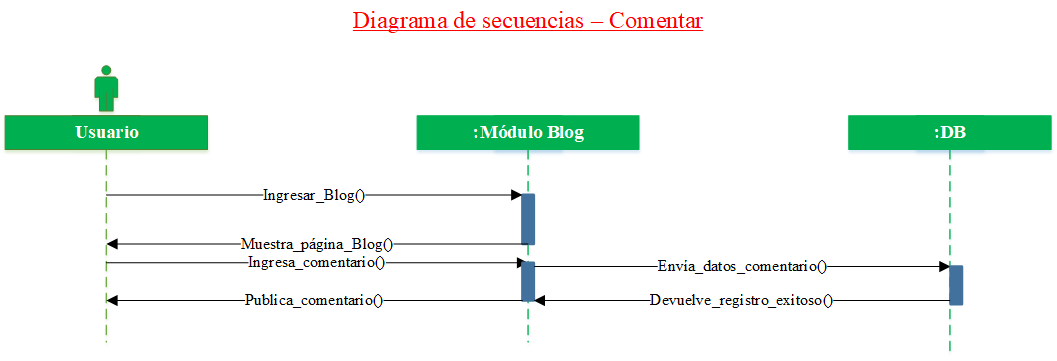 Diagrama de secuencias – Comentar
Usuario
:Módulo Blog
:DB
Ingresar_Blog()
Muestra_página_Blog()
Ingresa_comentario()
Envia_datos_comentario()
Publica_comentario()
Devuelve_registro_exitoso()